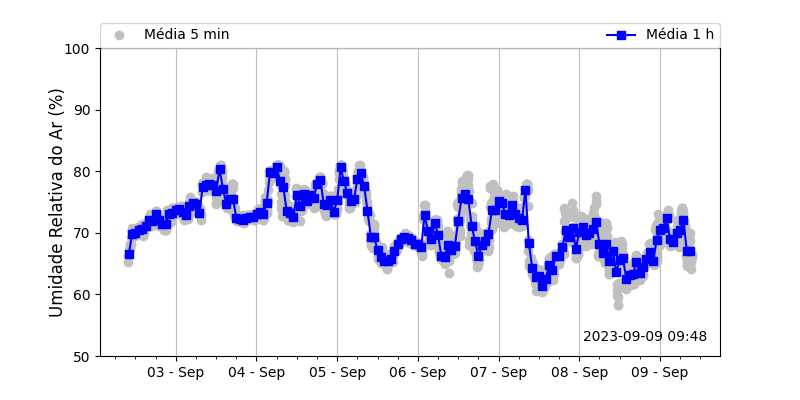 Média 5 min
Média 1 h
Umidade Relativa do Ar (%)
100
90
80
70
60
50
2023-09-09 09:48
03 - Sep
04 - Sep
05 - Sep
06 - Sep
07 - Sep
08 - Sep
09 - Sep